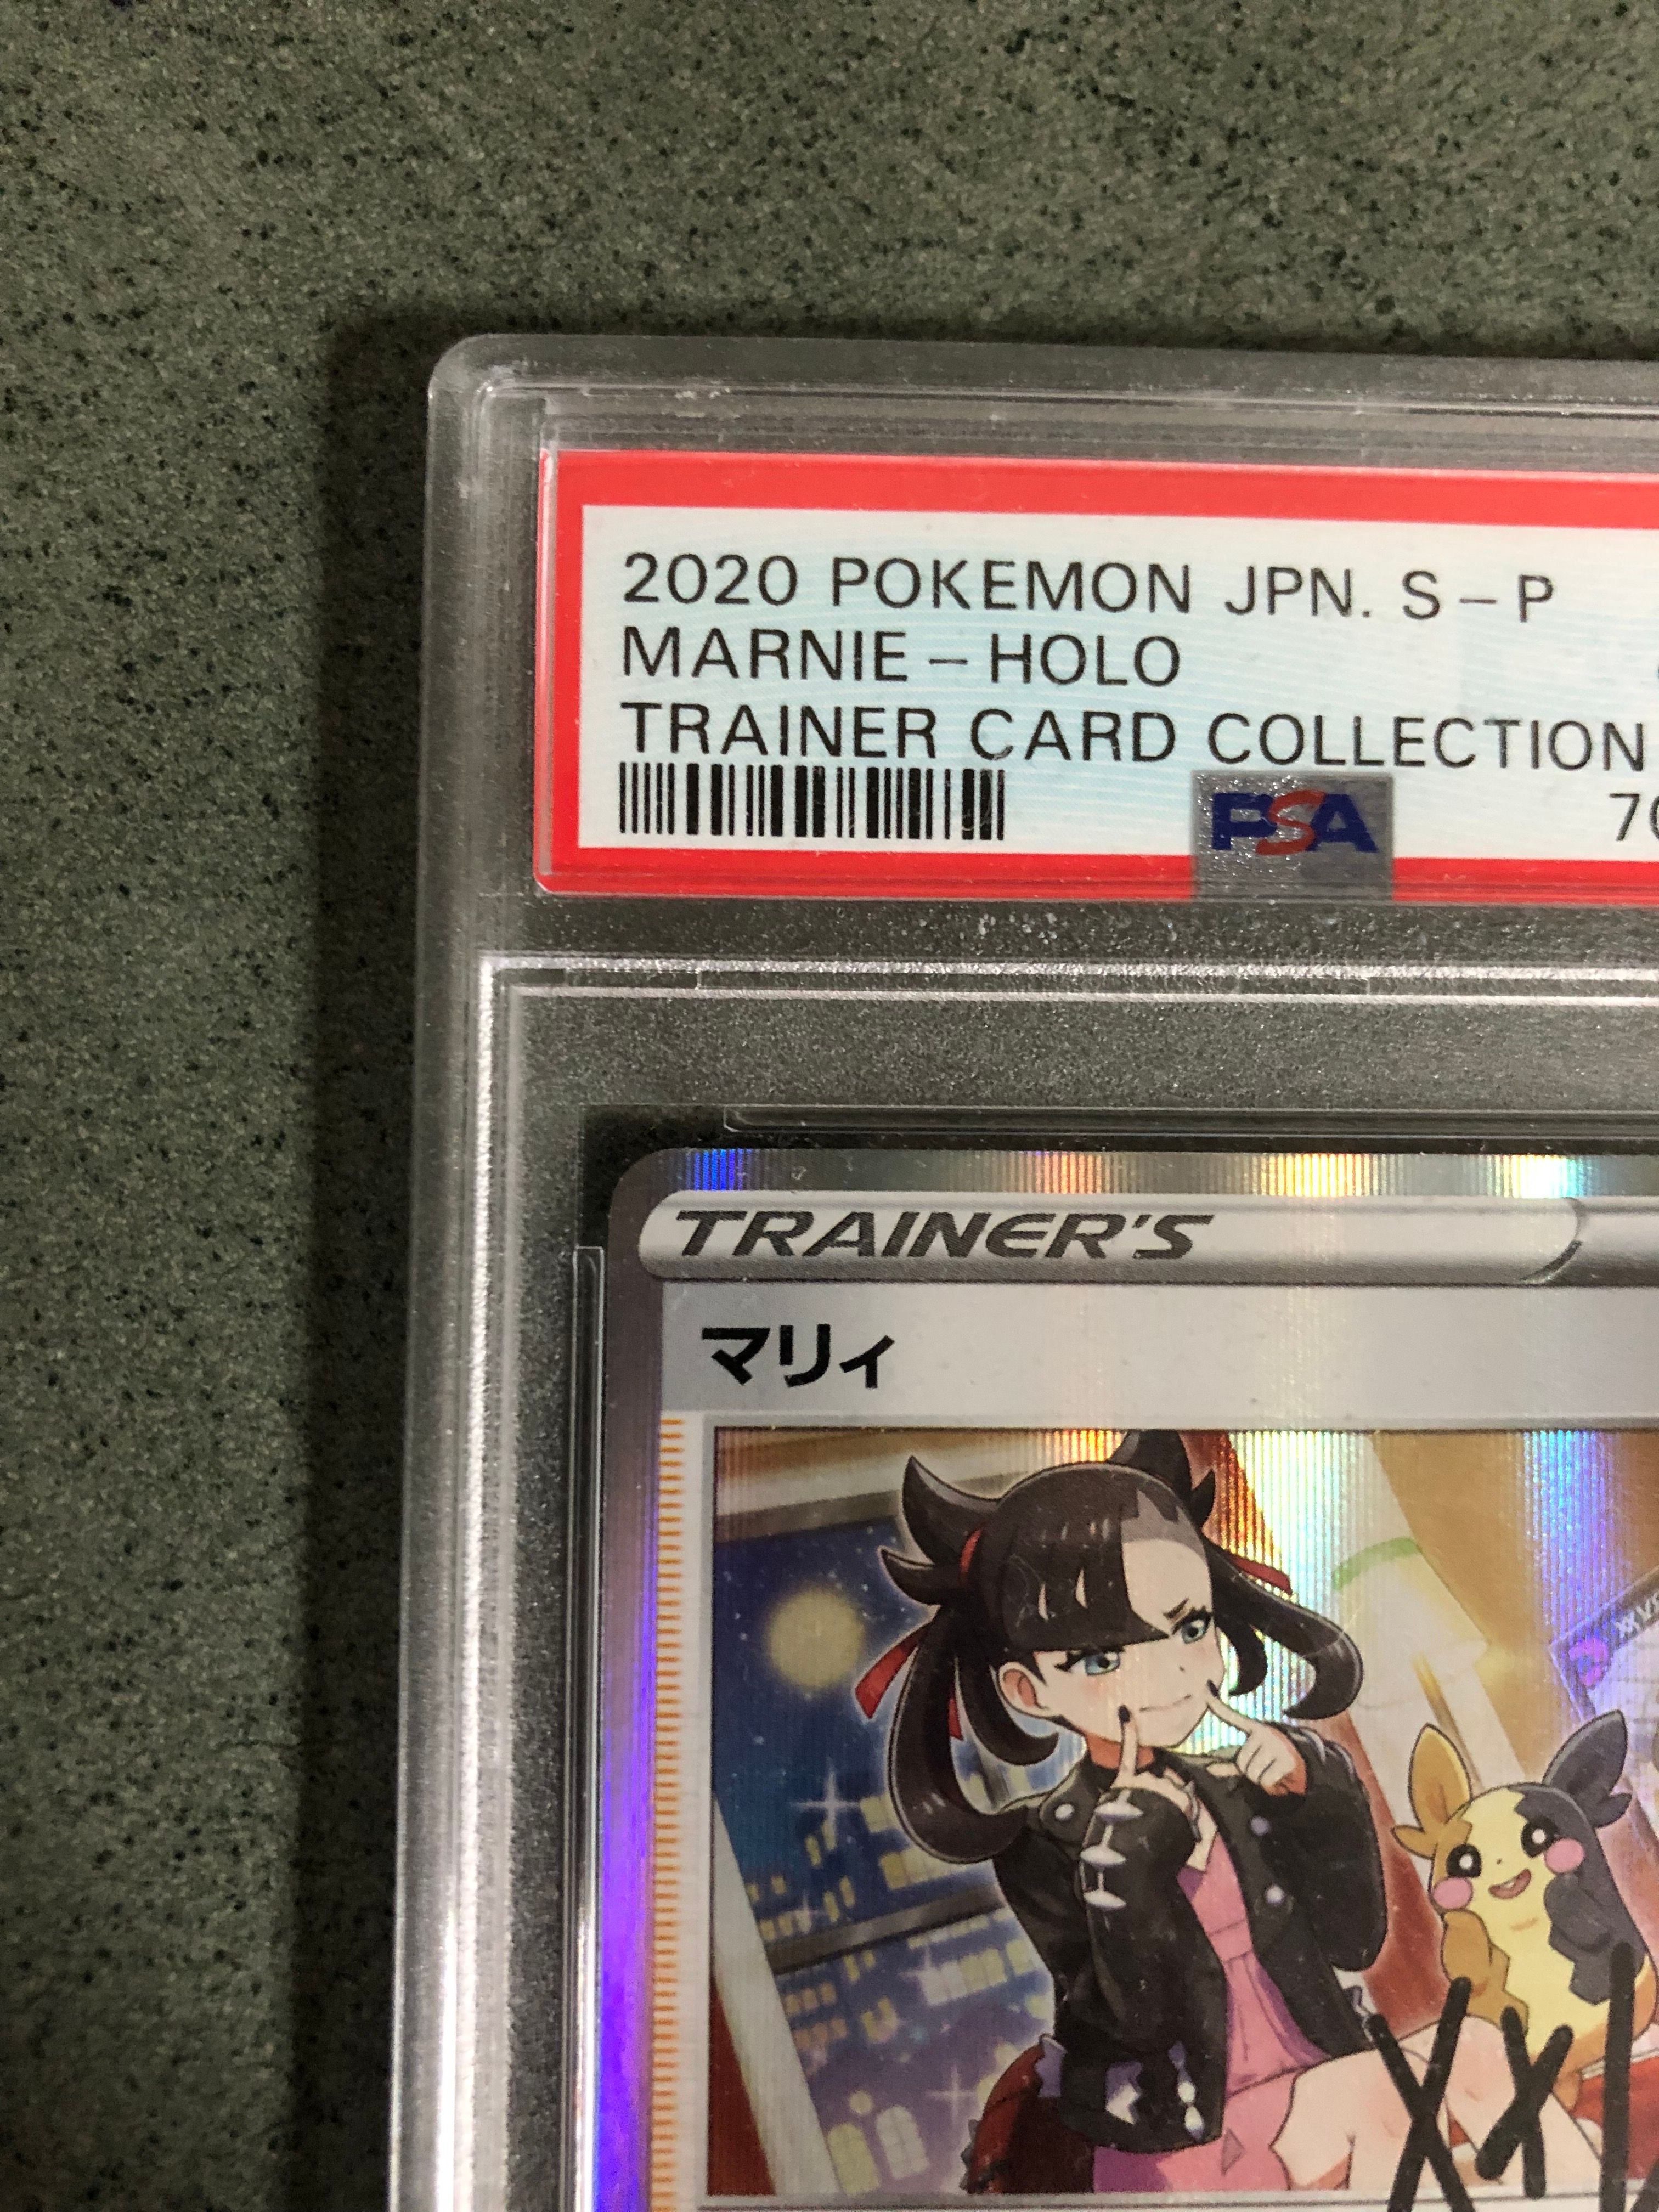 2020 POKEMON JPN. S-P
MARNIE-HOLO
TRAINER CARD COLLECTION
PSA
TRAINER'S
マリィ